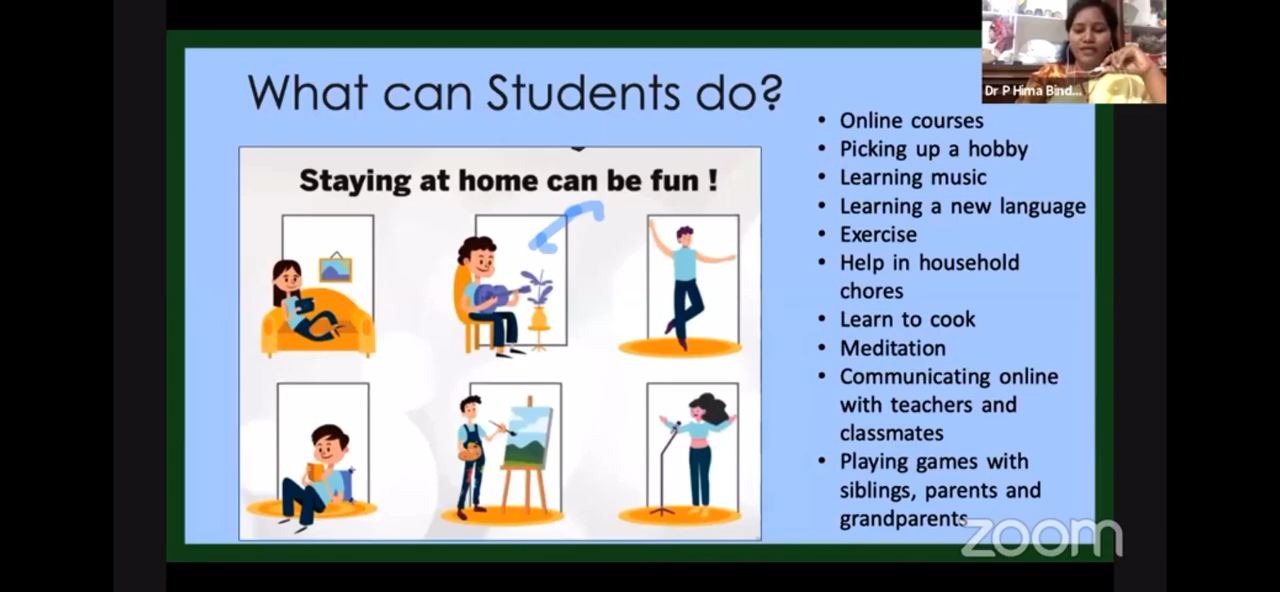 What can Students do?
Staying at home can be fun !
• Online courses
• Picking up a hobby
• Learning music
• Learning a new language
• Exercise
• Help in household
chores
• Learn to cook
• Meditation
• Communicating online
with teachers and
classmates
• Playing games with
siblings, parents and
grandparents
Dr P Hima Bind...
zoom